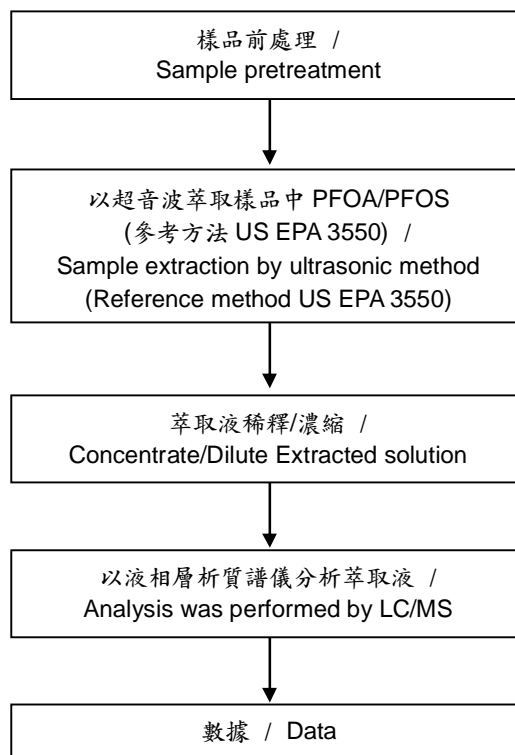 樣品前處理 /
Sample pretreatment
以超音波萃取樣品中 PFOA/PFOS
(參考方法 US EPA 3550) /
Sample extraction by ultrasonic method
(Reference method US EPA 3550)
萃取液稀釋/濃縮 /
Concentrate/Dilute Extracted solution
以液相層析質譜儀分析萃取液 /
Analysis was performed by LC/MS
數據 / Data